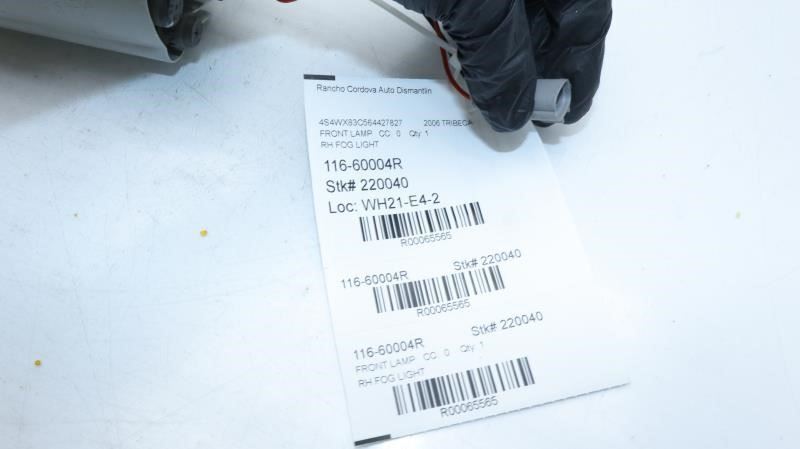 Rancho Cordova Auto Dismantlin
4S4WX83C564427827 2006 TRIBECA
FRONT LAMP CC: 0 Qty: 1
RH FOG LIGHT
116-60004R
Stk# 220040
Loc: WH21-E4-2
R00065565
116-60004R Stk# 220040
R00065565
116-60004R Stk# 220040
FRONT LAMP CC: 0 Qty: 1
RH FOG LIGHT
R00065565